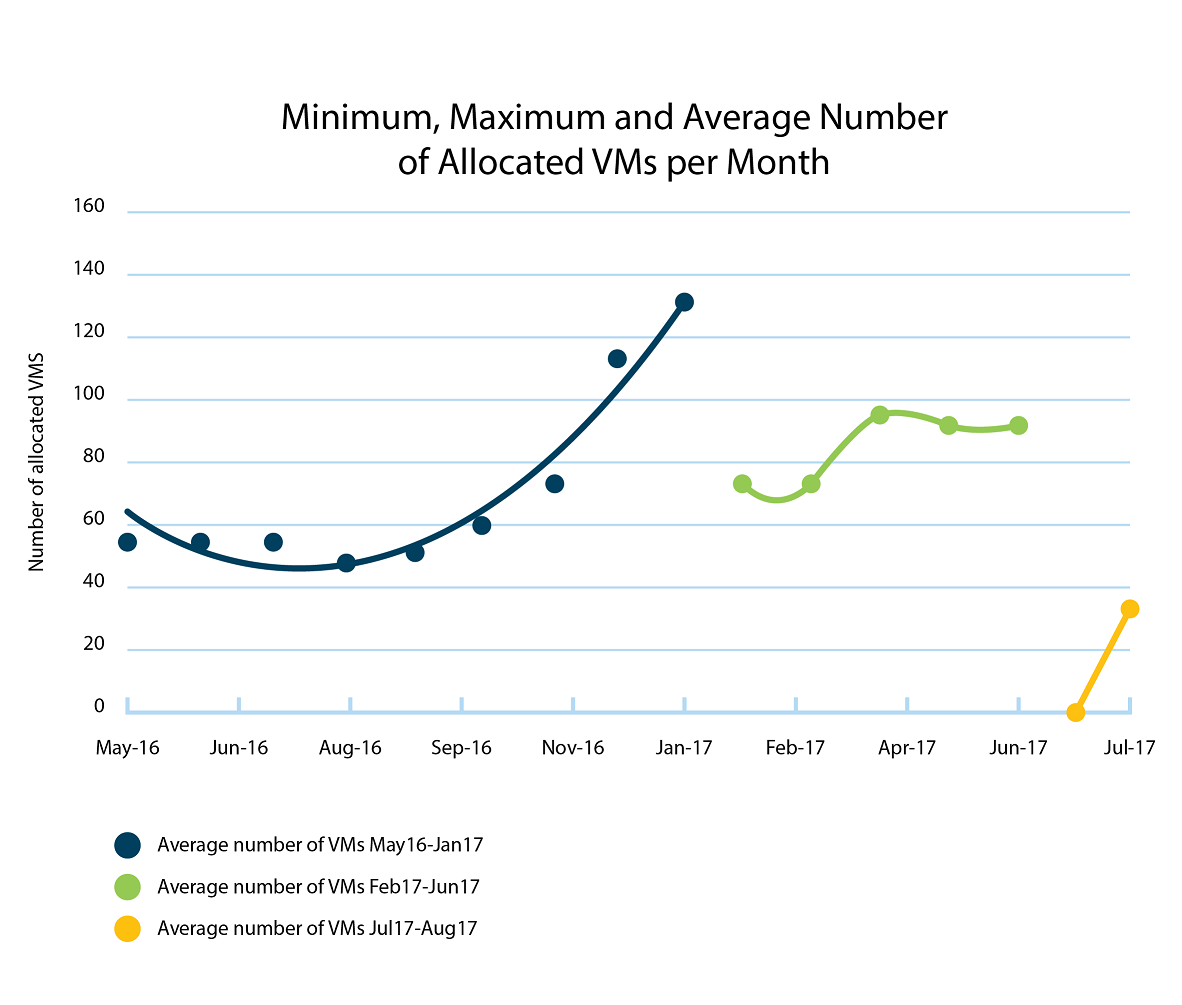 Minimum, Maximum and Average Number
of Allocated VMs per Month
Number of allocated VMS
160
140
120
100
80
60
40
20
0
May-16 Jun-16 Aug-16 Sep-16 Nov-16 Jan-17 Feb-17 Apr-17 Jun-17 Jul-17
Average number of VMs May16-Jan17
Average number of VMs Feb17-Jun17
Average number of VMs Jul17-Aug17